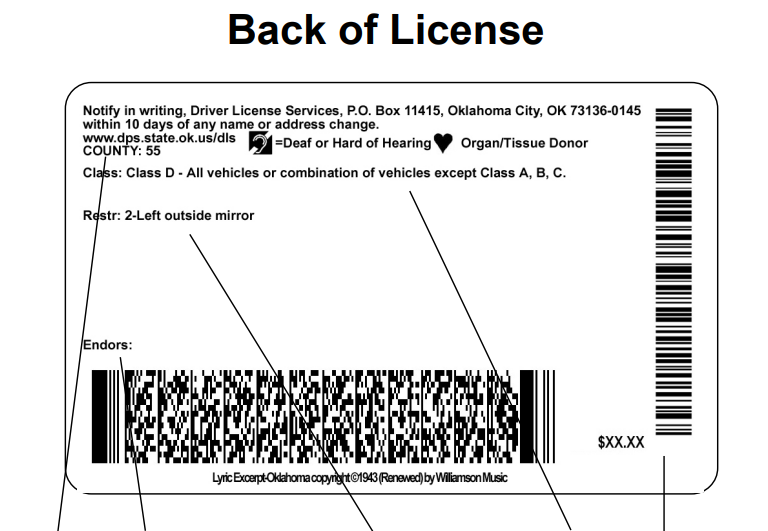 Back of License
Notify in writing, Driver License Services, P.O. Box 11415, Oklahoma City, OK 73136-0145
within 10 days of any name or address change.
www.dps.state.ok.us/dls
=Deaf or Hard of Hearing Organ/Tissue Donor
COUNTY: 55
Class: Class D - All vehicles or combination of vehicles except Class A, B, C.
Restr: 2-Left outside mirror
Endors:
$XX.XX
Lyric Excerpt-Oklahoma copyright ©1943 (Renewed) by Williamson Music